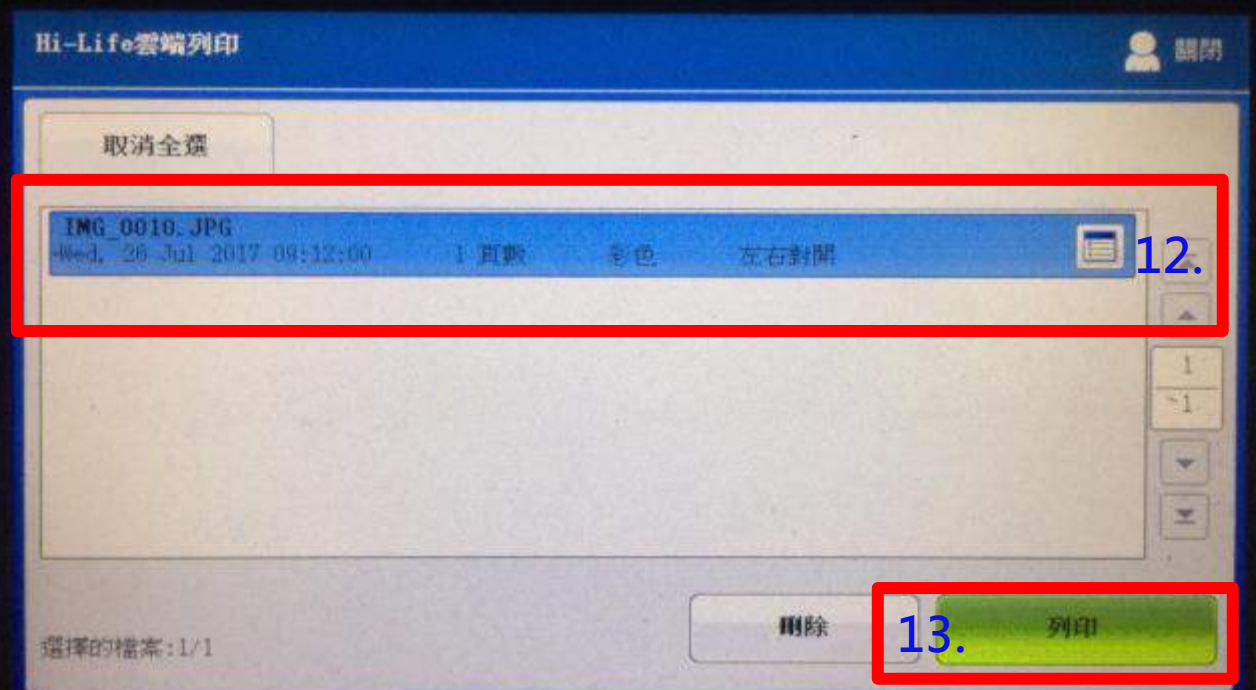 Hi-Life雲端列印
關閉
取消全選
IMG_0010.JPG
Wed, 26 Jul 2017 09:12:00 1 頁數 彩色 左右對開
12.
1
~1
選擇的檔案:1/1
刪除
13.
列印